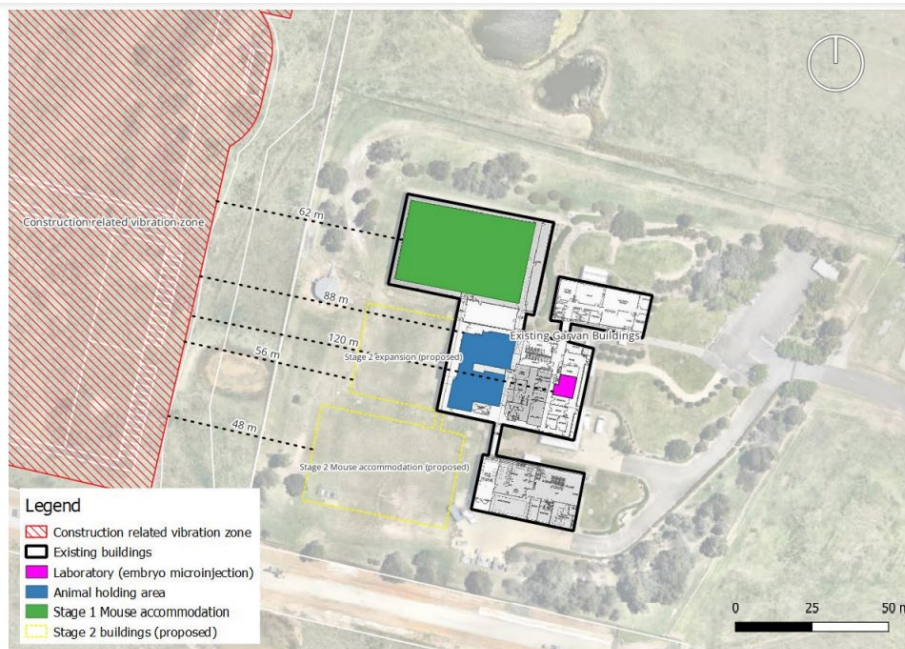 62 m
Construction related vibration zone
88 m
120 m
Existing Garvan Buildings
56 m
Stage 2 expansion (proposed)
48 m
Stage 2 Mouse accommodation (proposed)
Legend
Construction related vibration zone
Existing buildings
Laboratory (embryo microinjection)
Animal holding area
Stage 1 Mouse accommodation
Stage 2 buildings (proposed)
0 25 50 m